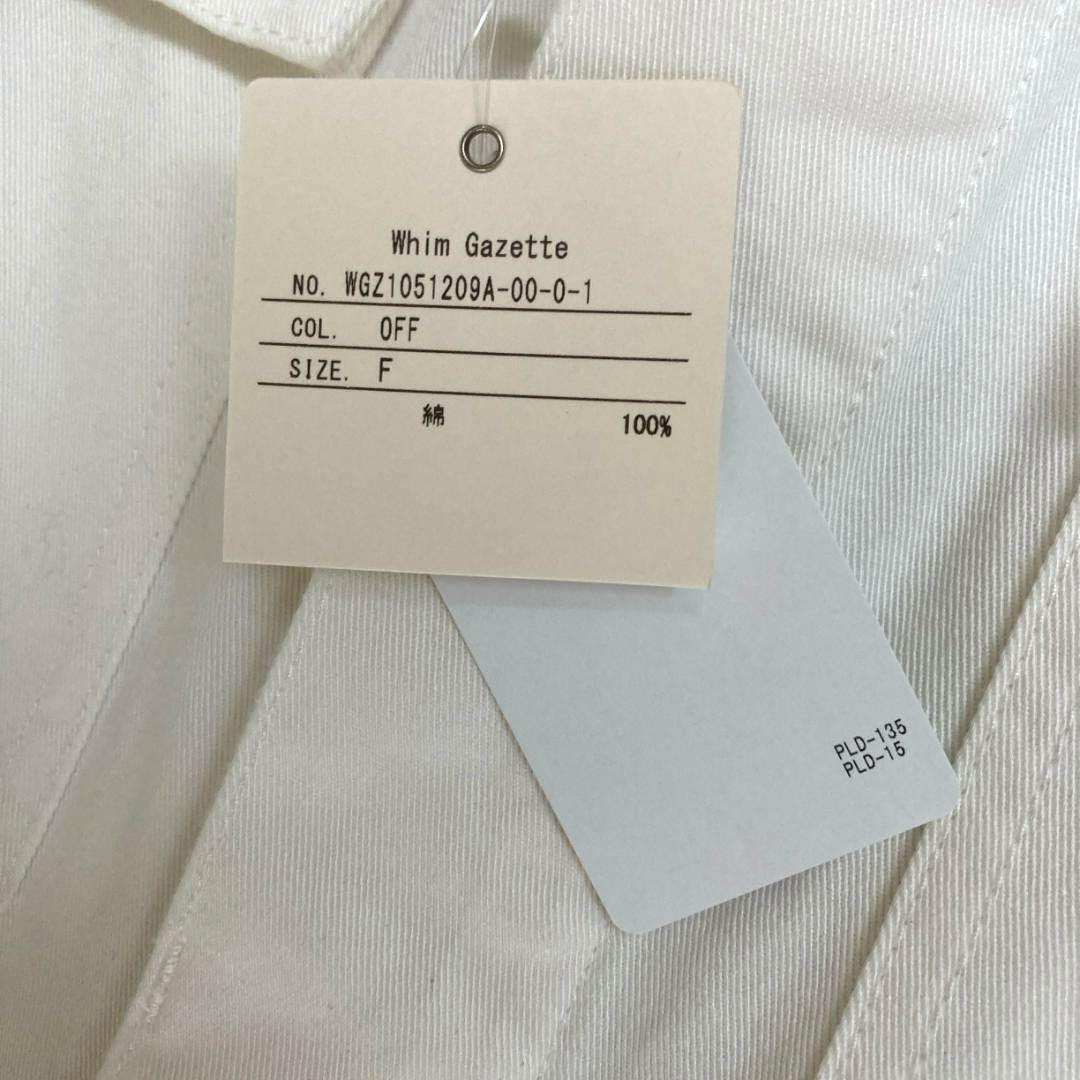 Whim Gazette
NO. WGZ1051209A-00-0-1
COL. OFF
SIZE. F
綿 100%
PLD-135
PLD-15